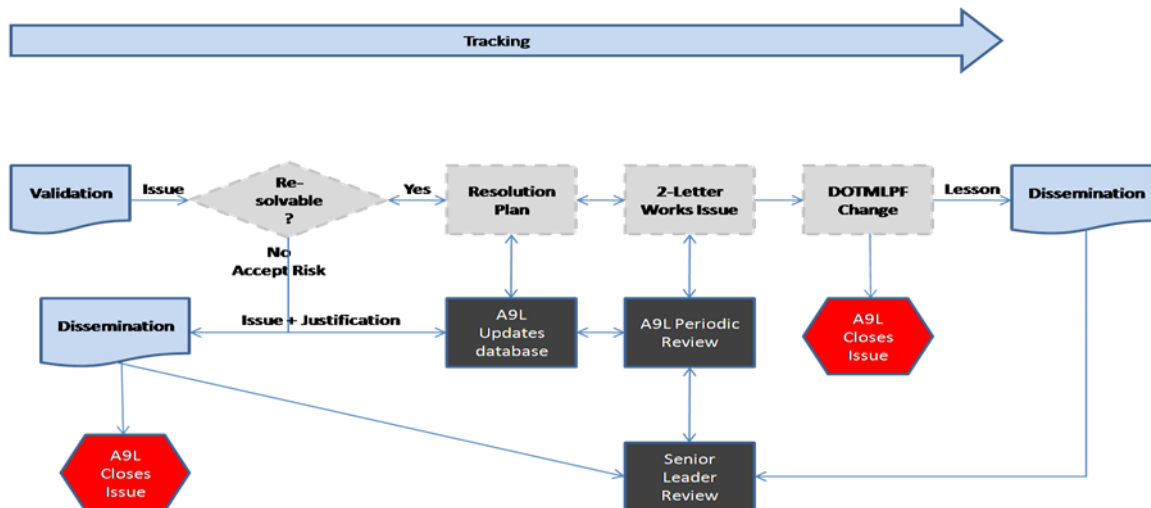 Tracking
Validation
Issue
Re-
solvable
?
Yes
Resolution
Plan
2-Letter
Works Issue
DOTMLPF
Change
Lesson
Dissemination
No
Accept Risk
Dissemination
Issue + Justification
A9L
Updates
database
A9L Periodic
Review
A9L
Closes
Issue
A9L
Closes
Issue
Senior
Leader
Review